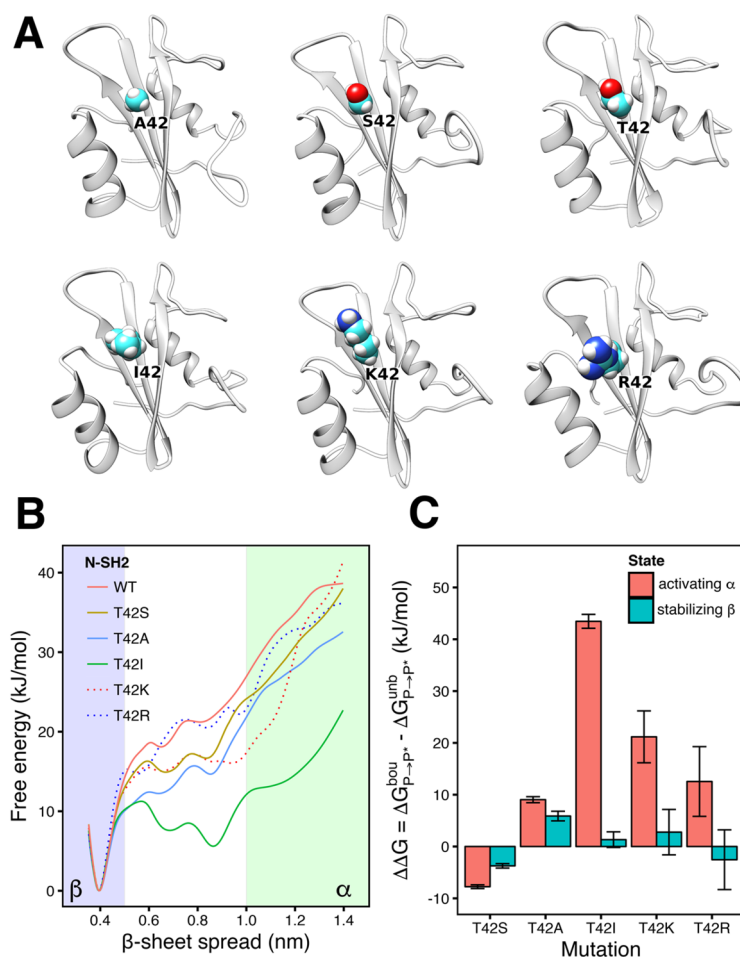 A
A42
S42
T42
I42
K42
R42
B
N-SH2
WT
T42S
T42A
T42I
T42K
T42R
Free energy (kJ/mol)
40
30
20
10
0
β
α
0.4 0.6 0.8 1.0 1.2 1.4
β-sheet spread (nm)
C
State
activating α
stabilizing β
ΔΔG = ΔG^bou_P→P* - ΔG^unb_P→P* (kJ/mol)
50
40
30
20
10
0
-10
T42S T42A T42I T42K T42R
Mutation